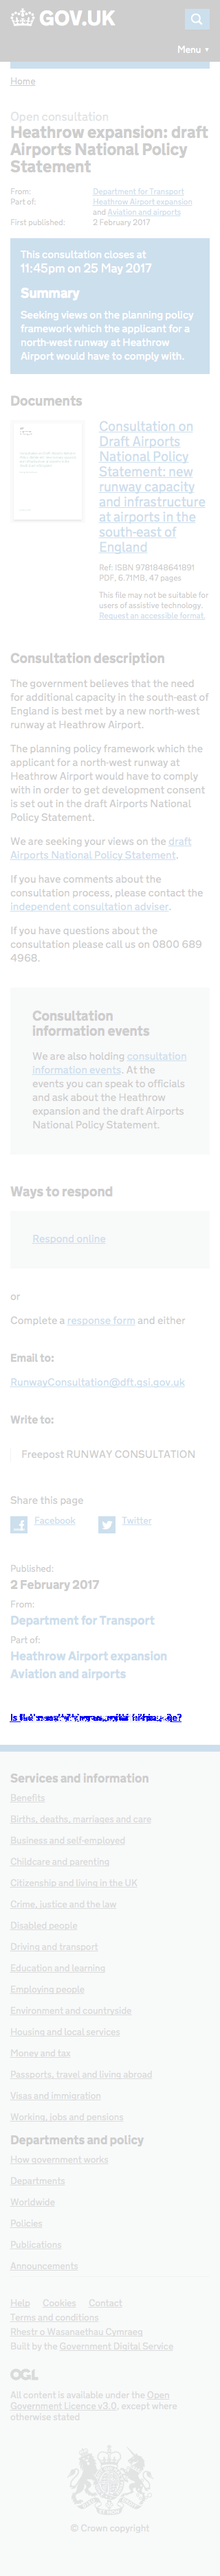 GOV.UK
Menu
Home
Open consultation
Heathrow expansion: draft
Airports National Policy
Statement
From: Department for Transport
Part of: Heathrow Airport expansion
and Aviation and airports
First published: 2 February 2017
This consultation closes at
11:45pm on 25 May 2017
Summary
Seeking views on the planning policy
framework which the applicant for a
north-west runway at Heathrow
Airport would have to comply with.
Documents
Consultation on
Draft Airports
National Policy
Statement: new
runway capacity
and infrastructure
at airports in the
south-east of
England
Ref: ISBN 9781848641891
PDF, 6.71MB, 47 pages
This file may not be suitable for
users of assistive technology.
Request an accessible format.
Consultation description
The government believes that the need
for additional capacity in the south-east of
England is best met by a new north-west
runway at Heathrow Airport.
The planning policy framework which the
applicant for a north-west runway at
Heathrow Airport would have to comply
with in order to get development consent
is set out in the draft Airports National
Policy Statement.
We are seeking your views on the draft
Airports National Policy Statement.
If you have comments about the
consultation process, please contact the
independent consultation adviser.
If you have questions about the
consultation please call us on 0800 689
4968.
Consultation
information events
We are also holding consultation
information events. At the
events you can speak to officials
and ask about the Heathrow
expansion and the draft Airports
National Policy Statement.
Ways to respond
Respond online
or
Complete a response form and either
Email to:
RunwayConsultation@dft.gsi.gov.uk
Write to:
Freepost RUNWAY CONSULTATION
Share this page
Facebook
Twitter
Published:
2 February 2017
From:
Department for Transport
Part of:
Heathrow Airport expansion
Aviation and airports
Services and information
Benefits
Births, deaths, marriages and care
Business and self-employed
Childcare and parenting
Citizenship and living in the UK
Crime, justice and the law
Disabled people
Driving and transport
Education and learning
Employing people
Environment and countryside
Housing and local services
Money and tax
Passports, travel and living abroad
Visas and immigration
Working, jobs and pensions
Departments and policy
How government works
Departments
Worldwide
Policies
Publications
Announcements
Help Cookies Contact
Terms and conditions
Rhestr o Wasanaethau Cymraeg
Built by the Government Digital Service
OGL
All content is available under the Open
Government Licence v3.0, except where
otherwise stated
© Crown copyright